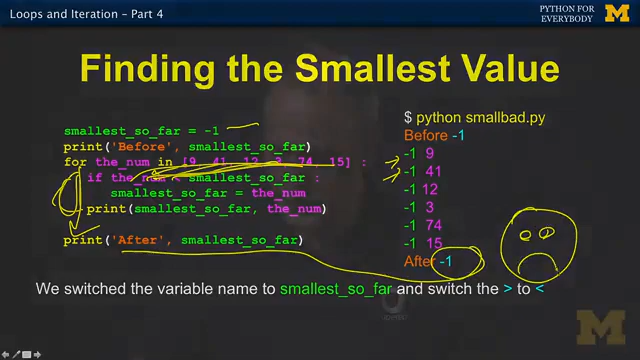 Loops and Iteration – Part 4
PYTHON FOR
EVERYBODY
Finding the Smallest Value
smallest_so_far = -1
print('Before', smallest_so_far)
for the_num in [9, 41, 12, 3, 74, 15] :
if the_num < smallest_so_far :
smallest_so_far = the_num
print(smallest_so_far, the_num)
print('After', smallest_so_far)
$ python smallbad.py
Before -1
-1 9
-1 41
-1 12
-1 3
-1 74
-1 15
After -1
We switched the variable name to smallest_so_far and switch the > to <